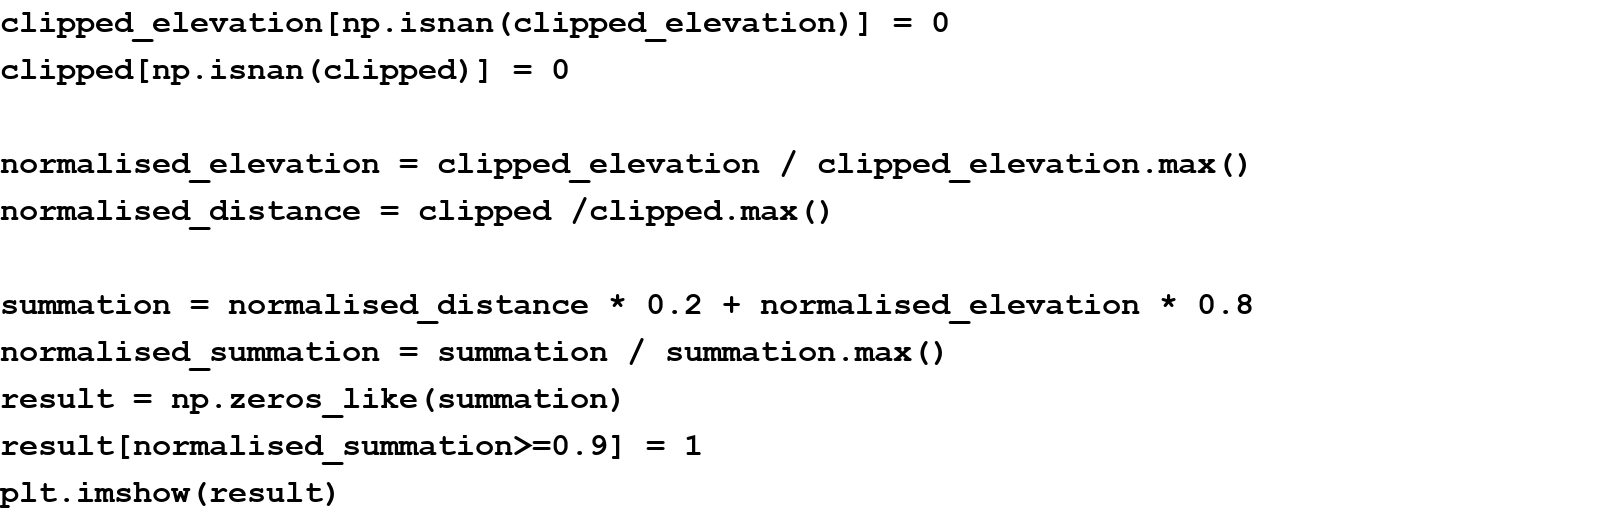 clipped_elevation[np.isnan(clipped_elevation)] = 0
clipped[np.isnan(clipped)] = 0
normalised_elevation = clipped_elevation / clipped_elevation.max()
normalised_distance = clipped /clipped.max()
summation = normalised_distance * 0.2 + normalised_elevation * 0.8
normalised_summation = summation / summation.max()
result = np.zeros_like(summation)
result[normalised_summation>=0.9] = 1
plt.imshow(result)